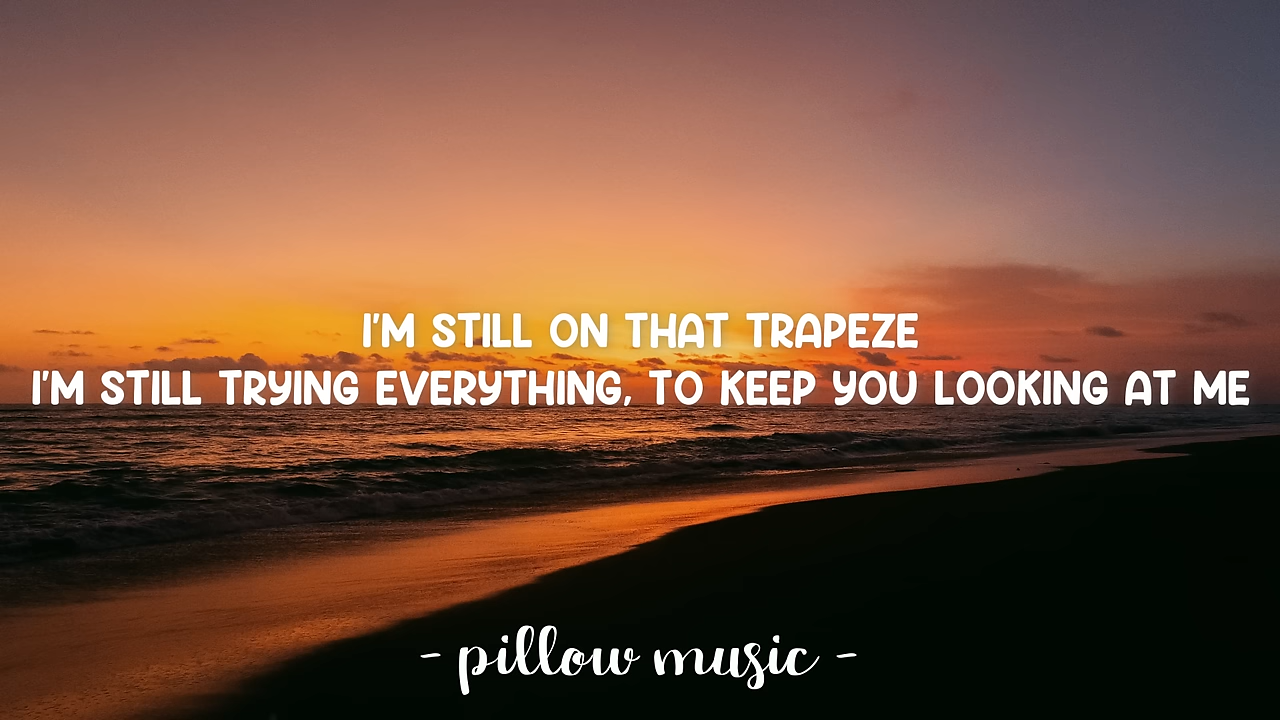 I'M STILL ON THAT TRAPEZE
I'M STILL TRYING EVERYTHING, TO KEEP YOU LOOKING AT ME
- pillow music -